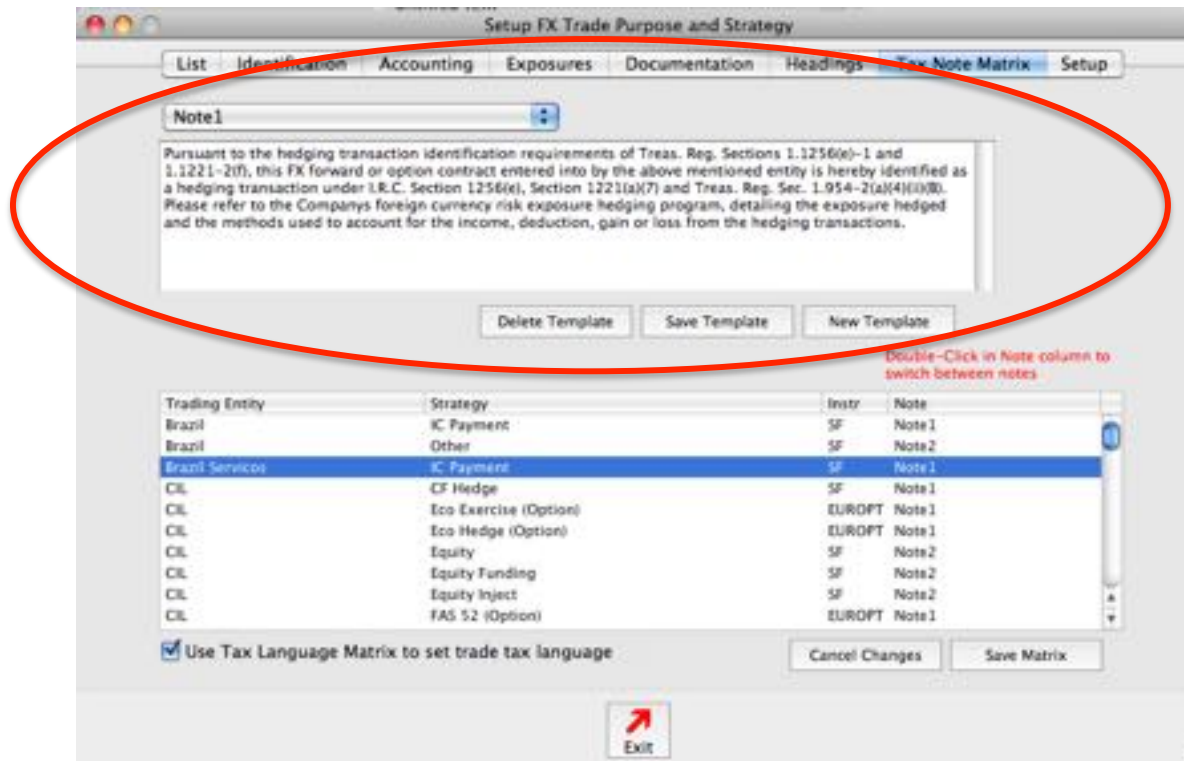 Setup FX Trade Purpose and Strategy
List Identification Accounting Exposures Documentation Headings Tax Note Matrix Setup
Note1
Pursuant to the hedging transaction identification requirements of Treas. Reg. Sections 1.1256(e)-1 and
1.1221-2(f), this FX forward or option contract entered into by the above mentioned entity is hereby identified as
a hedging transaction under I.R.C. Section 1256(e), Section 1221(a)(7) and Treas. Reg. Sec. 1.954-2(a)(4)(ii)(B).
Please refer to the Companys foreign currency risk exposure hedging program, detailing the exposure hedged
and the methods used to account for the income, deduction, gain or loss from the hedging transactions.
Delete Template Save Template New Template
Double-Click in Note column to
switch between notes
Trading Entity Strategy Instr Note
Brazil IC Payment SF Note1
Brazil Other SF Note2
Brazil Servicos IC Payment SF Note1
CIL CF Hedge SF Note1
CIL Eco Exercise (Option) EUROPT Note1
CIL Eco Hedge (Option) EUROPT Note1
CIL Equity SF Note2
CIL Equity Funding SF Note2
CIL Equity Inject SF Note2
CIL FAS 52 (Option) EUROPT Note1
Use Tax Language Matrix to set trade tax language
Cancel Changes Save Matrix
Exit